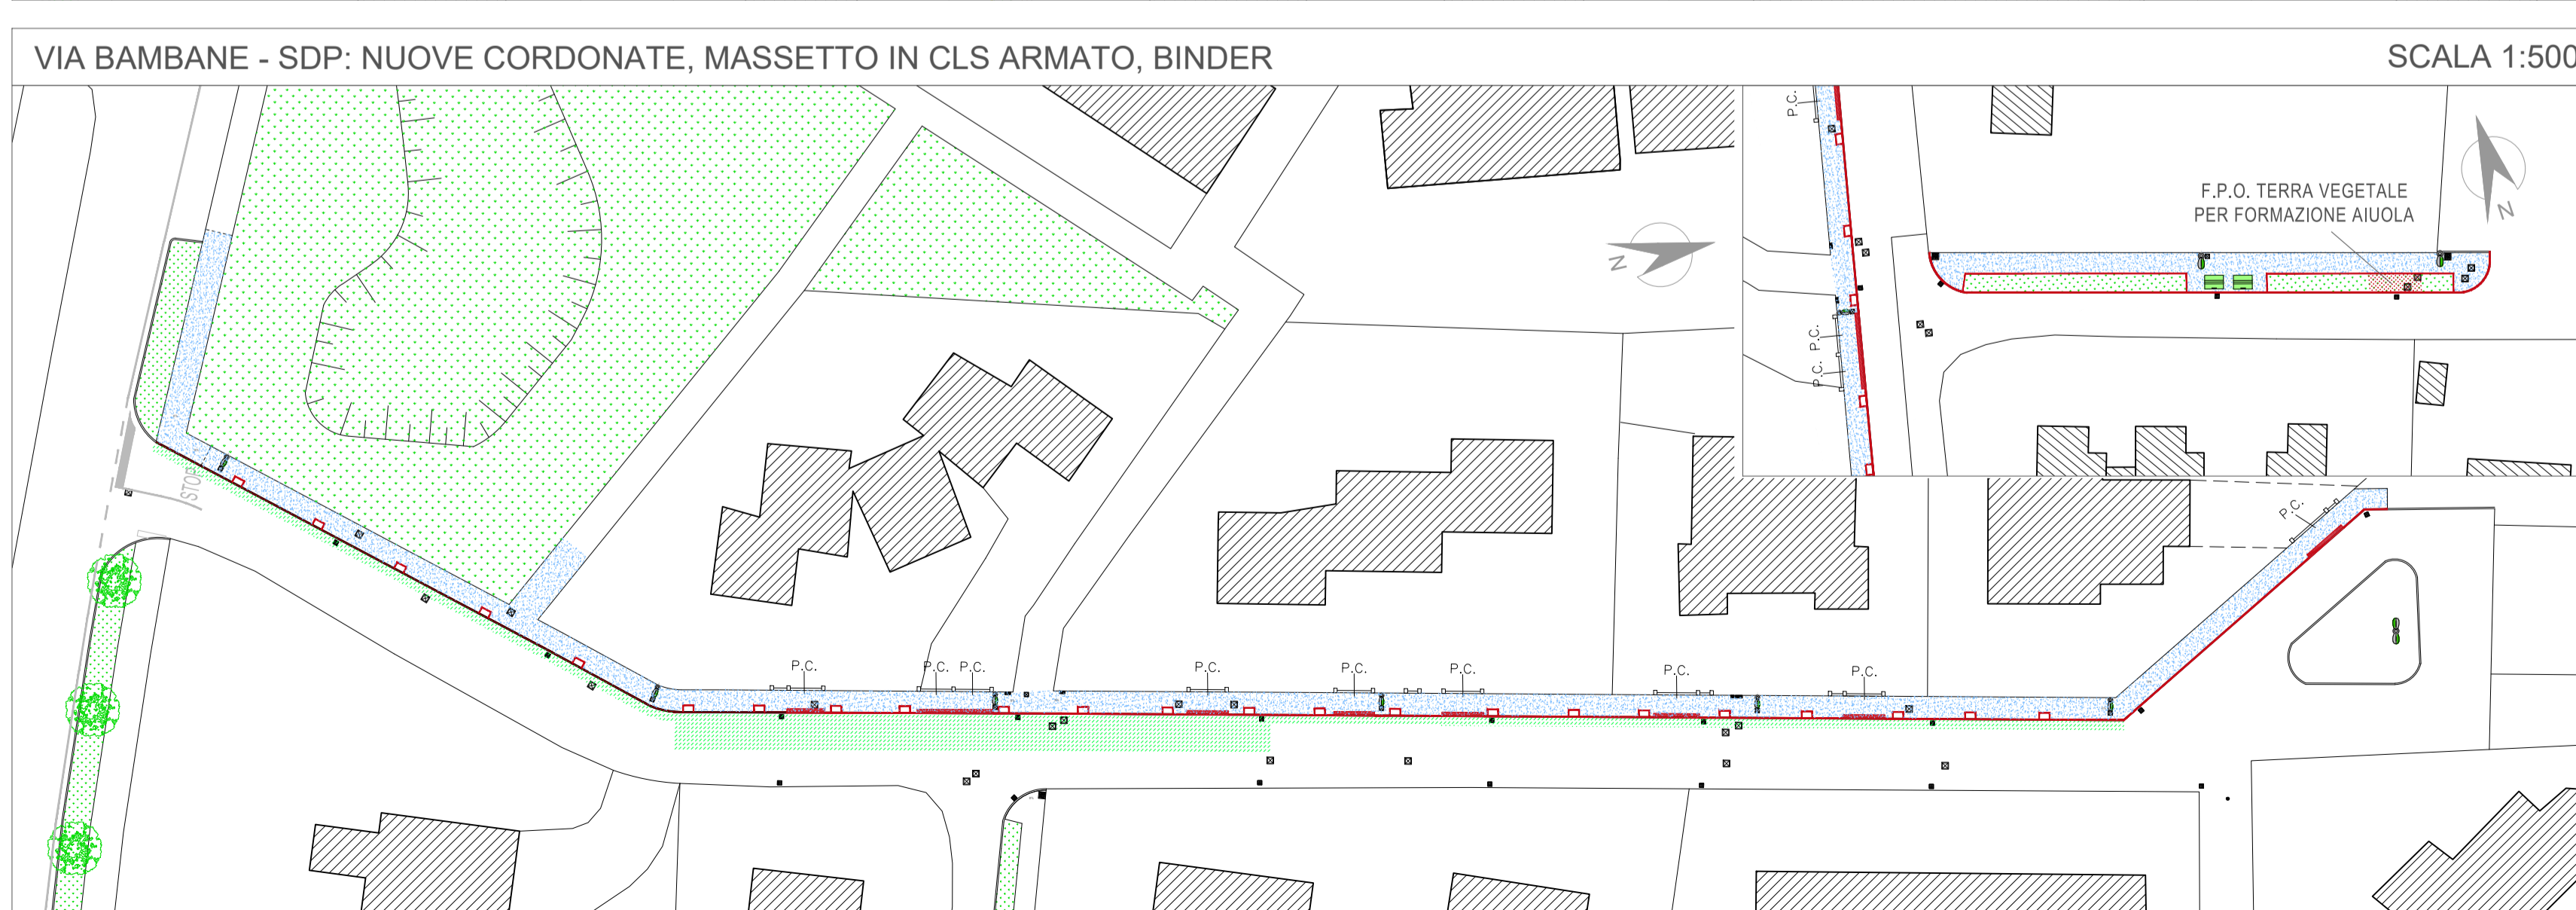 VIA BAMBANE - SDP: NUOVE CORDONATE, MASSETTO IN CLS ARMATO, BINDER
SCALA 1:500
P.C.
F.P.O. TERRA VEGETALE
PER FORMAZIONE AIUOLA
N
N
P.C.
P.C.
STOP
P.C.
P.C.
P.C.
P.C.
P.C.
P.C.
P.C.
P.C.
P.C.